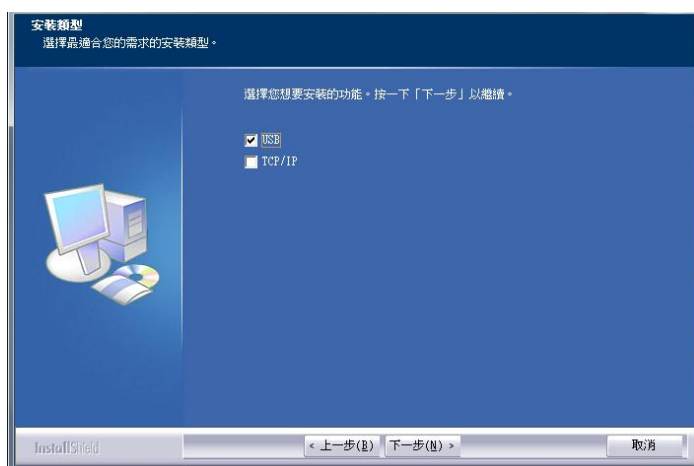 安裝類型
選擇最適合您的需求的安裝類型。
選擇您想要安裝的功能。按一下「下一步」以繼續。
USB
TCP/IP
InstallShield
< 上一步(B) 下一步(N) > 取消